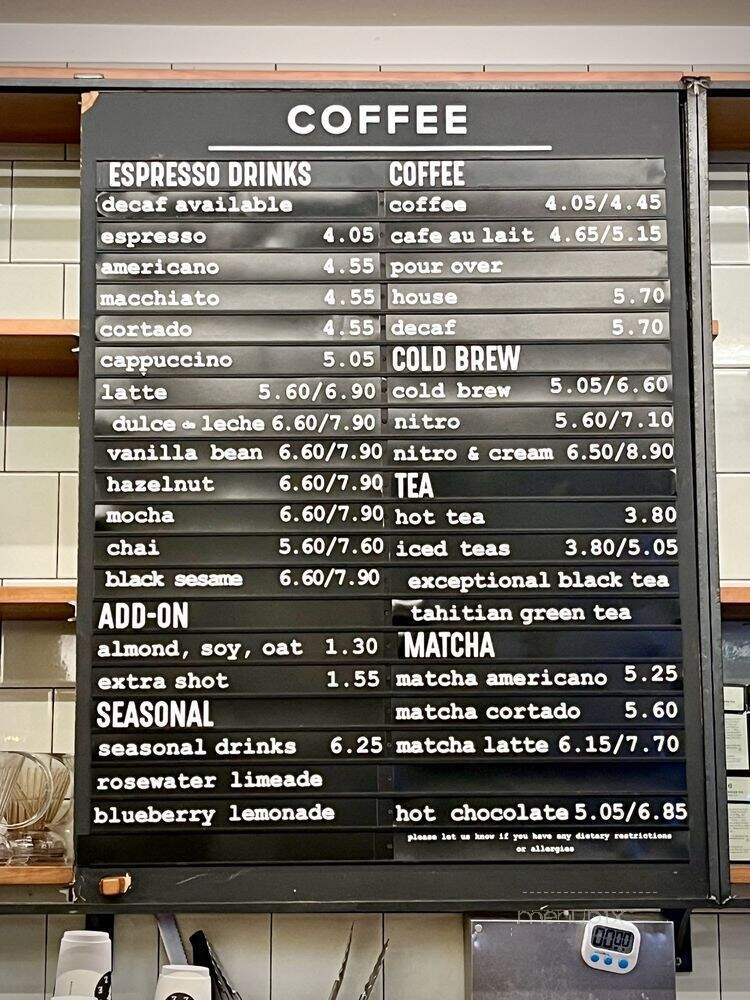 COFFEE
ESPRESSO DRINKS
decaf available
espresso 4.05
americano 4.55
macchiato 4.55
cortado 4.55
cappuccino 5.05
latte 5.60/6.90
dulce de leche 6.60/7.90
vanilla bean 6.60/7.90
hazelnut 6.60/7.90
mocha 6.60/7.90
chai 5.60/7.60
black sesame 6.60/7.90
ADD-ON
almond, soy, oat 1.30
extra shot 1.55
SEASONAL
seasonal drinks 6.25
rosewater limeade
blueberry lemonade
COFFEE
coffee 4.05/4.45
cafe au lait 4.65/5.15
pour over
house 5.70
decaf 5.70
COLD BREW
cold brew 5.05/6.60
nitro 5.60/7.10
nitro & cream 6.50/8.90
TEA
hot tea 3.80
iced teas 3.80/5.05
exceptional black tea
tahitian green tea
MATCHA
matcha americano 5.25
matcha cortado 5.60
matcha latte 6.15/7.70
hot chocolate 5.05/6.85
please let us know if you have any dietary restrictions
or allergies